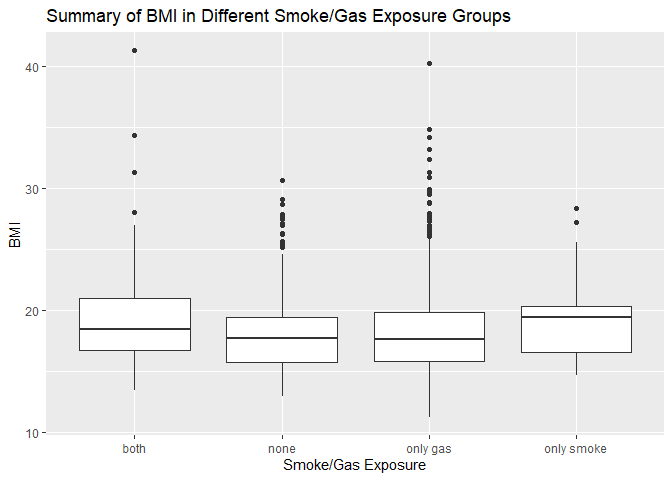 Summary of BMI in Different Smoke/Gas Exposure Groups
40
30
20
10
BMI
both none only gas only smoke
Smoke/Gas Exposure